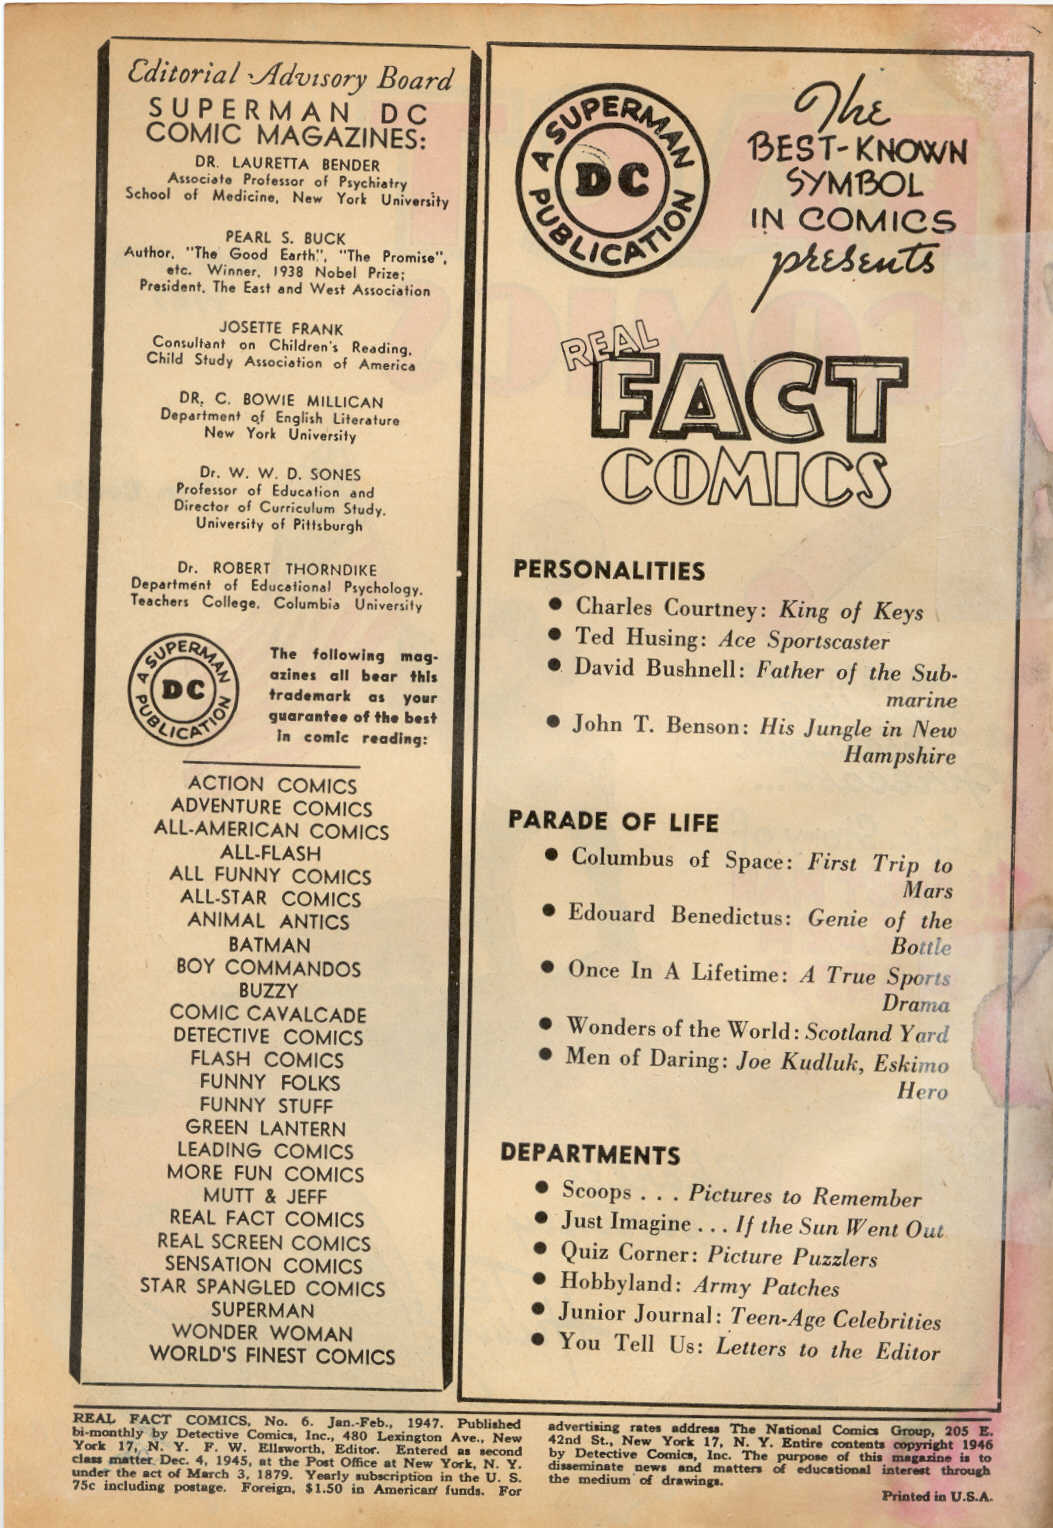 Editorial Advisory Board
SUPERMAN DC
COMIC MAGAZINES:
DR. LAURETTA BENDER
Associate Professor of Psychiatry
School of Medicine, New York University
PEARL S. BUCK
Author, "The Good Earth", "The Promise",
etc. Winner, 1938 Nobel Prize;
President, The East and West Association
JOSETTE FRANK
Consultant on Children's Reading,
Child Study Association of America
DR. C. BOWIE MILLICAN
Department of English Literature
New York University
Dr. W. W. D. SONES
Professor of Education and
Director of Curriculum Study,
University of Pittsburgh
Dr. ROBERT THORNDIKE
Department of Educational Psychology,
Teachers College, Columbia University
A SUPERMAN
DC
PUBLICATION
The following mag-
azines all bear this
trademark as your
guarantee of the best
in comic reading:
ACTION COMICS
ADVENTURE COMICS
ALL-AMERICAN COMICS
ALL-FLASH
ALL FUNNY COMICS
ALL-STAR COMICS
ANIMAL ANTICS
BATMAN
BOY COMMANDOS
BUZZY
COMIC CAVALCADE
DETECTIVE COMICS
FLASH COMICS
FUNNY FOLKS
FUNNY STUFF
GREEN LANTERN
LEADING COMICS
MORE FUN COMICS
MUTT & JEFF
REAL FACT COMICS
REAL SCREEN COMICS
SENSATION COMICS
STAR SPANGLED COMICS
SUPERMAN
WONDER WOMAN
WORLD'S FINEST COMICS
A SUPERMAN
DC
PUBLICATION
The
BEST-KNOWN
SYMBOL
IN COMICS
presents
REAL
FACT
COMICS
PERSONALITIES
● Charles Courtney: King of Keys
● Ted Husing: Ace Sportscaster
● David Bushnell: Father of the Sub-
marine
● John T. Benson: His Jungle in New
Hampshire
PARADE OF LIFE
● Columbus of Space: First Trip to
Mars
● Edouard Benedictus: Genie of the
Bottle
● Once In A Lifetime: A True Sports
Drama
● Wonders of the World: Scotland Yard
● Men of Daring: Joe Kudluk, Eskimo
Hero
DEPARTMENTS
● Scoops . . . Pictures to Remember
● Just Imagine . . . If the Sun Went Out
● Quiz Corner: Picture Puzzlers
● Hobbyland: Army Patches
● Junior Journal: Teen-Age Celebrities
● You Tell Us: Letters to the Editor
REAL FACT COMICS, No. 6. Jan.-Feb., 1947. Published
bi-monthly by Detective Comics, Inc., 480 Lexington Ave., New
York 17, N. Y. F. W. Ellsworth, Editor. Entered as second
class matter Dec. 4, 1945, at the Post Office at New York, N. Y.
under the act of March 3, 1879. Yearly subscription in the U. S.
75c including postage. Foreign, $1.50 in American funds. For
advertising rates address The National Comics Group, 205 E.
42nd St., New York 17, N. Y. Entire contents copyright 1946
by Detective Comics, Inc. The purpose of this magazine is to
disseminate news and matters of educational interest through
the medium of drawings.
Printed in U.S.A.